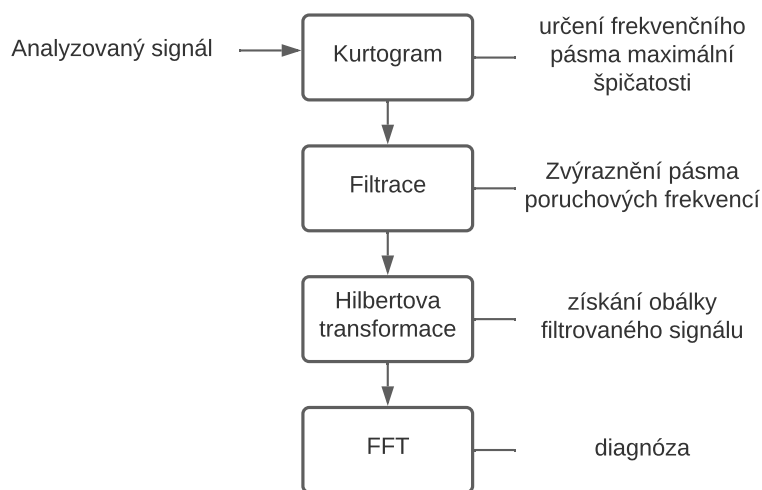 Analyzovaný signál
Kurtogram
určení frekvenčního
pásma maximální
špičatosti
Filtrace
Zvýraznění pásma
poruchových frekvencí
Hilbertova
transformace
získání obálky
filtrovaného signálu
FFT
diagnóza